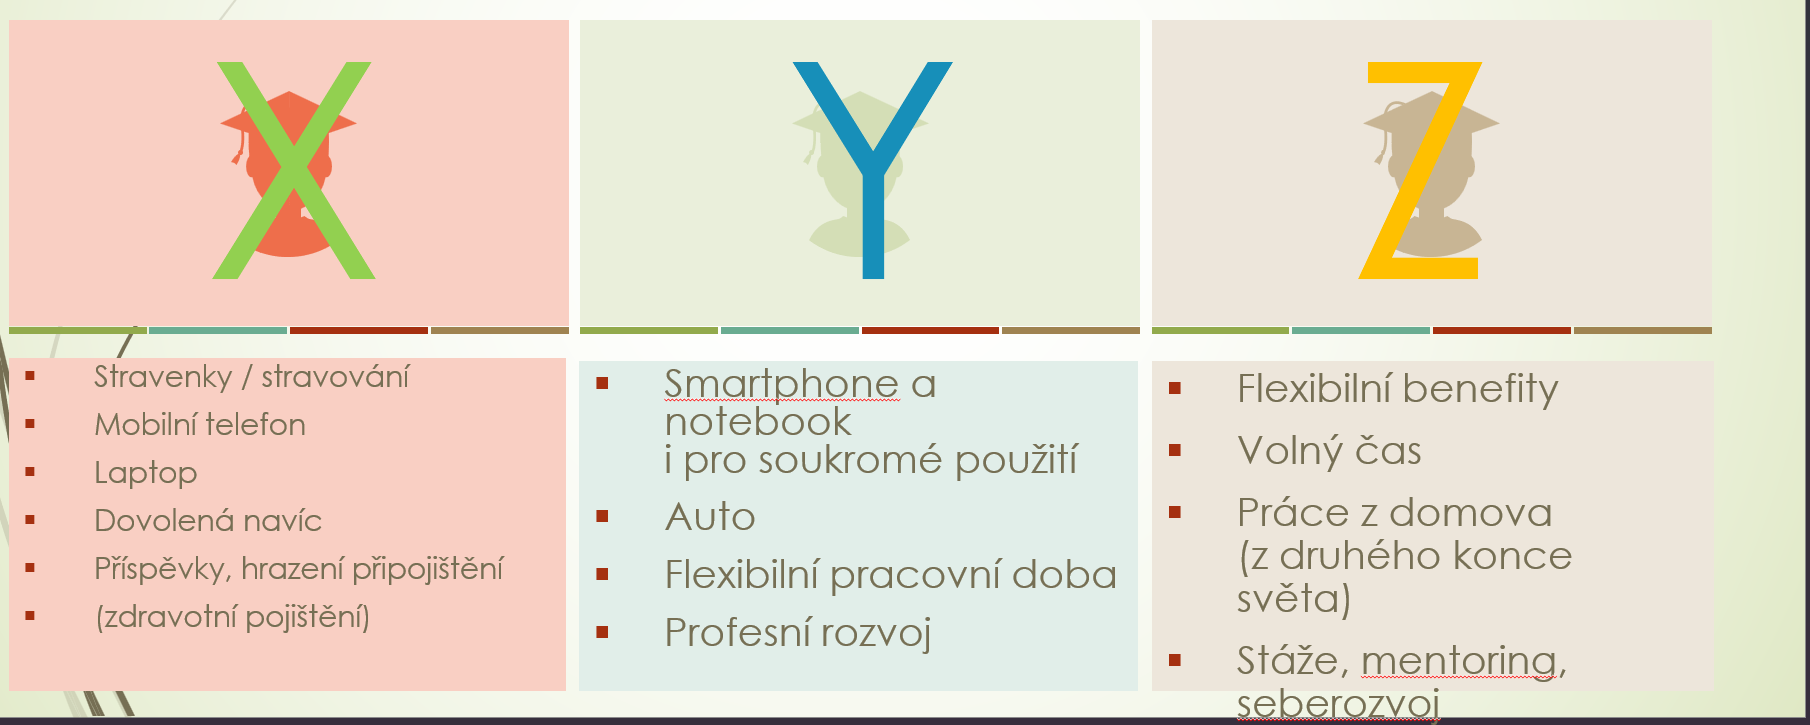 X
Y
Z
Stravenky / stravování
Mobilní telefon
Laptop
Dovolená navíc
Příspěvky, hrazení připojištění
(zdravotní pojištění)
Smartphone a
notebook
i pro soukromé použití
Auto
Flexibilní pracovní doba
Profesní rozvoj
Flexibilní benefity
Volný čas
Práce z domova
(z druhého konce
světa)
Stáže, mentoring,
seberozvoj